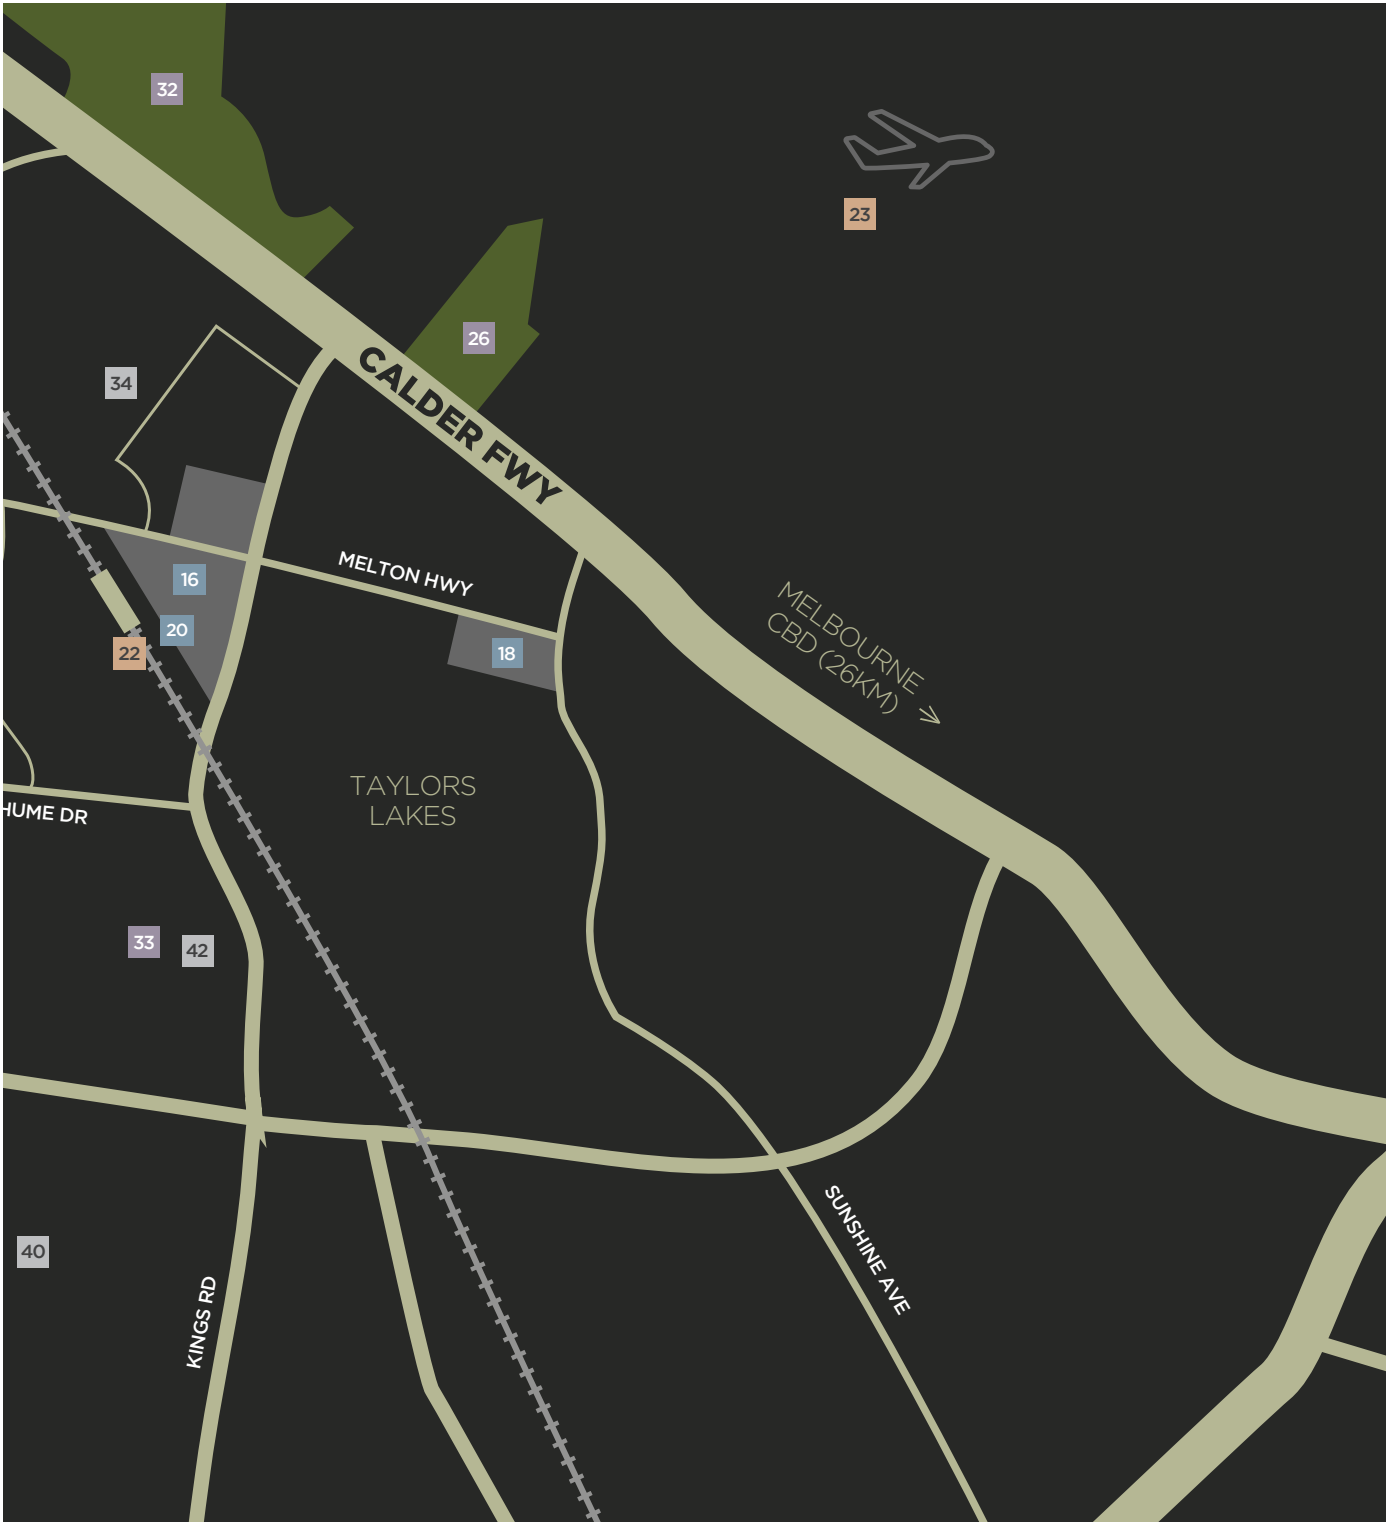 32
23
26
CALDER FWY
34
MELTON HWY
16
MELBOURNE
CBD (26KM)
20
22
18
TAYLORS
LAKES
HUME DR
33
42
SUNSHINE AVE
40
KINGS RD